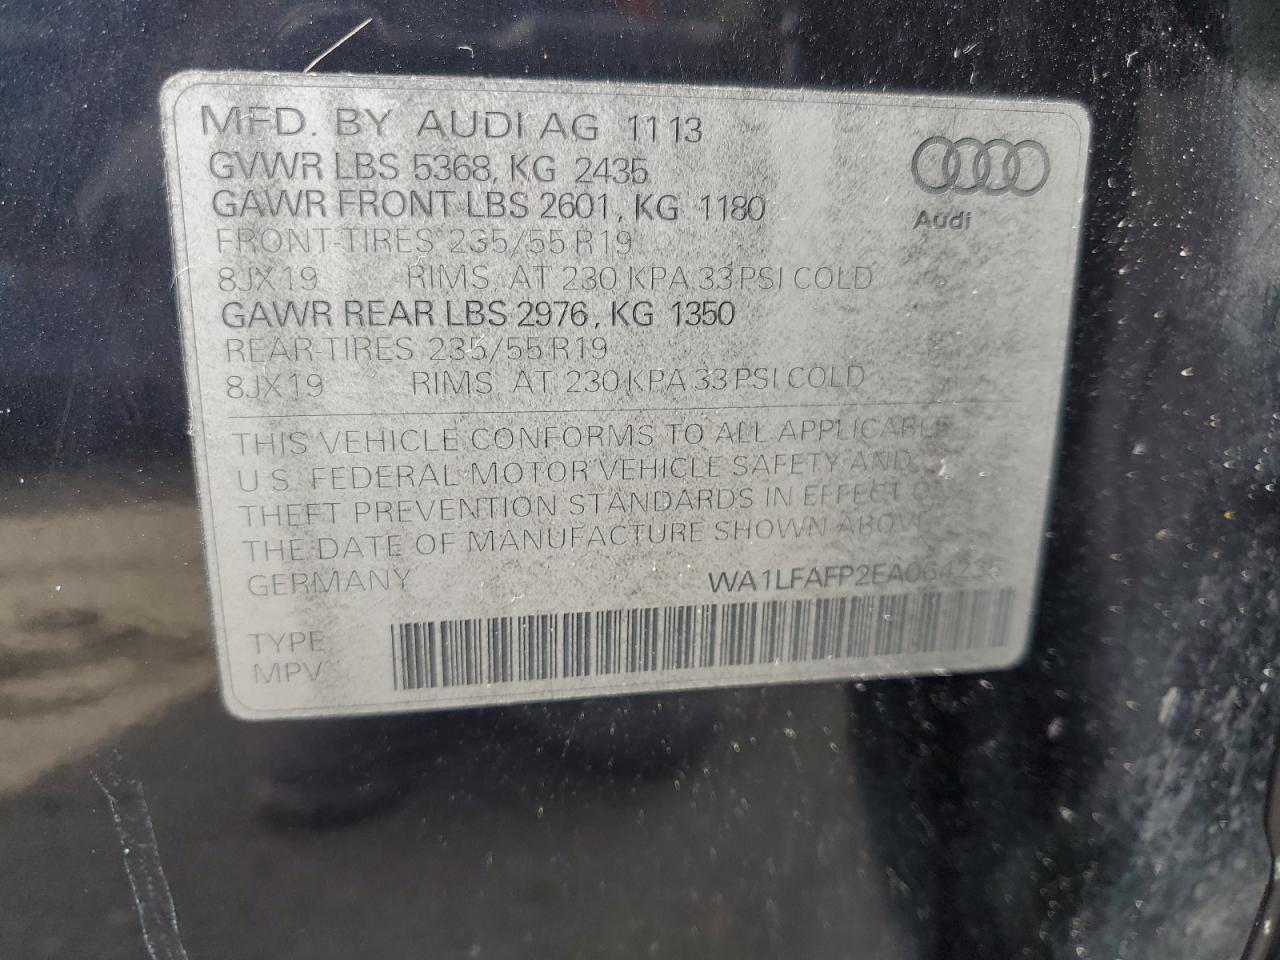 MFD. BY AUDI AG 11 13
GVWR LBS 5368, KG 2435
GAWR FRONT LBS 2601, KG 1180
FRONT-TIRES 235/55 R19
8JX19 RIMS AT 230 KPA 33 PSI COLD
GAWR REAR LBS 2976, KG 1350
REAR-TIRES 235/55 R19
8JX19 RIMS AT 230 KPA 33 PSI COLD
Audi
THIS VEHICLE CONFORMS TO ALL APPLICABLE
U.S. FEDERAL MOTOR VEHICLE SAFETY AND
THEFT PREVENTION STANDARDS IN EFFECT ON
THE DATE OF MANUFACTURE SHOWN ABOVE
GERMANY WA1LFAFP2EA064235
TYPE
MPV